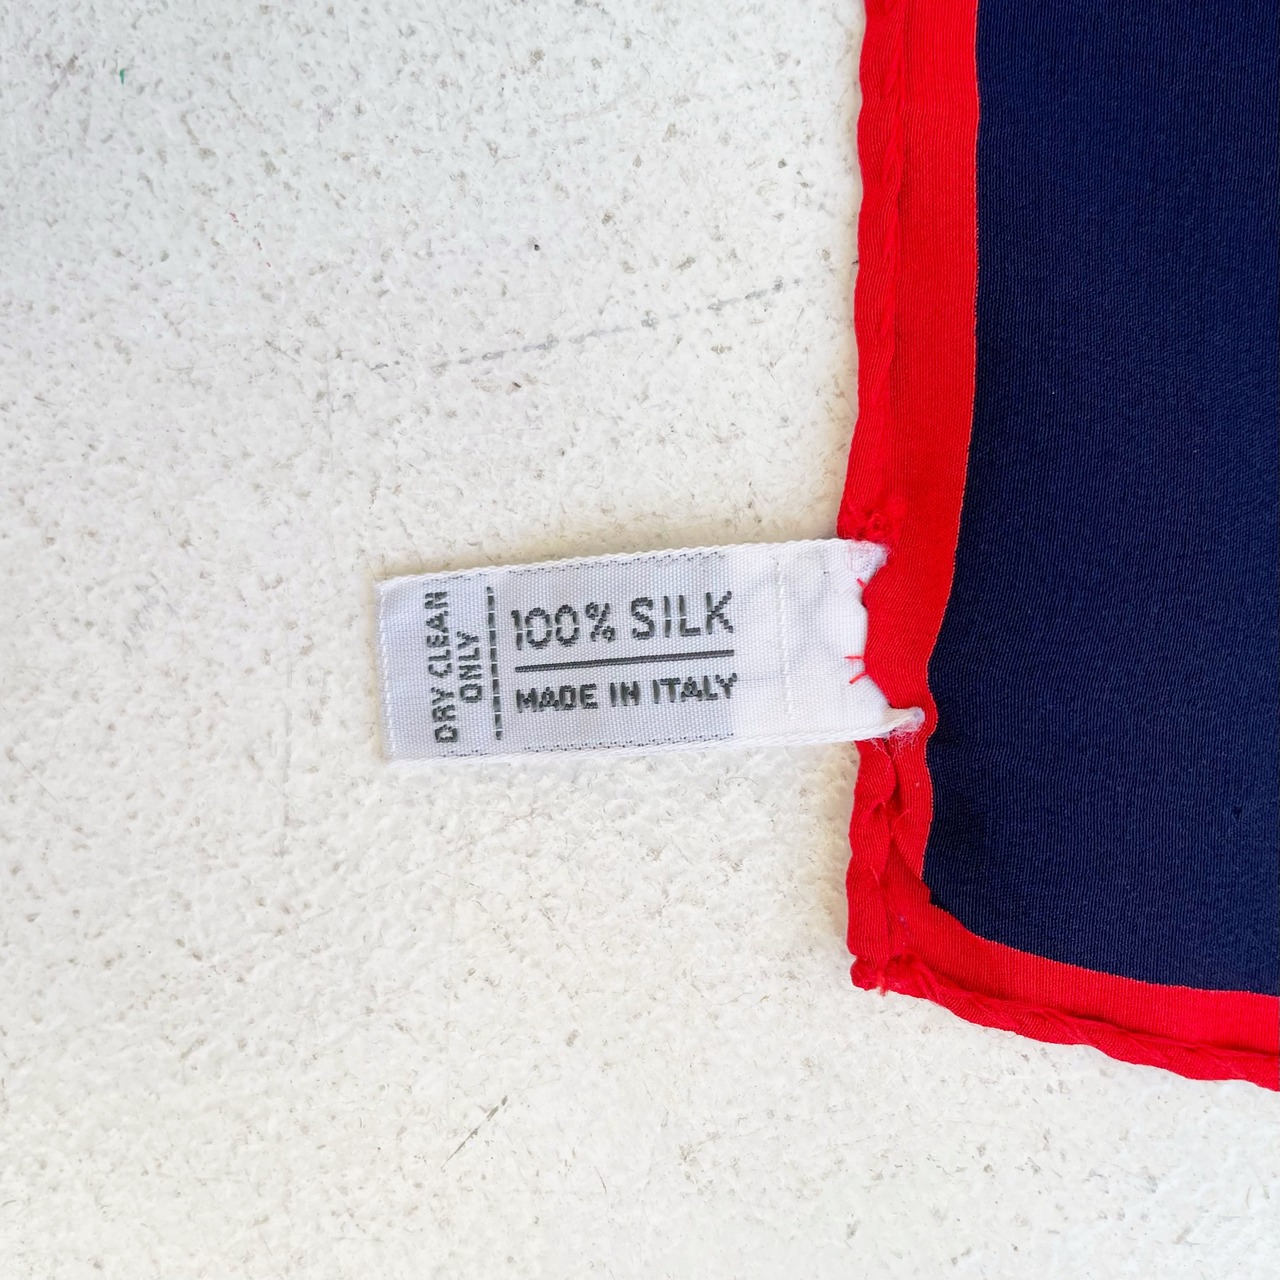 DRY CLEAN
ONLY
100% SILK
MADE IN ITALY